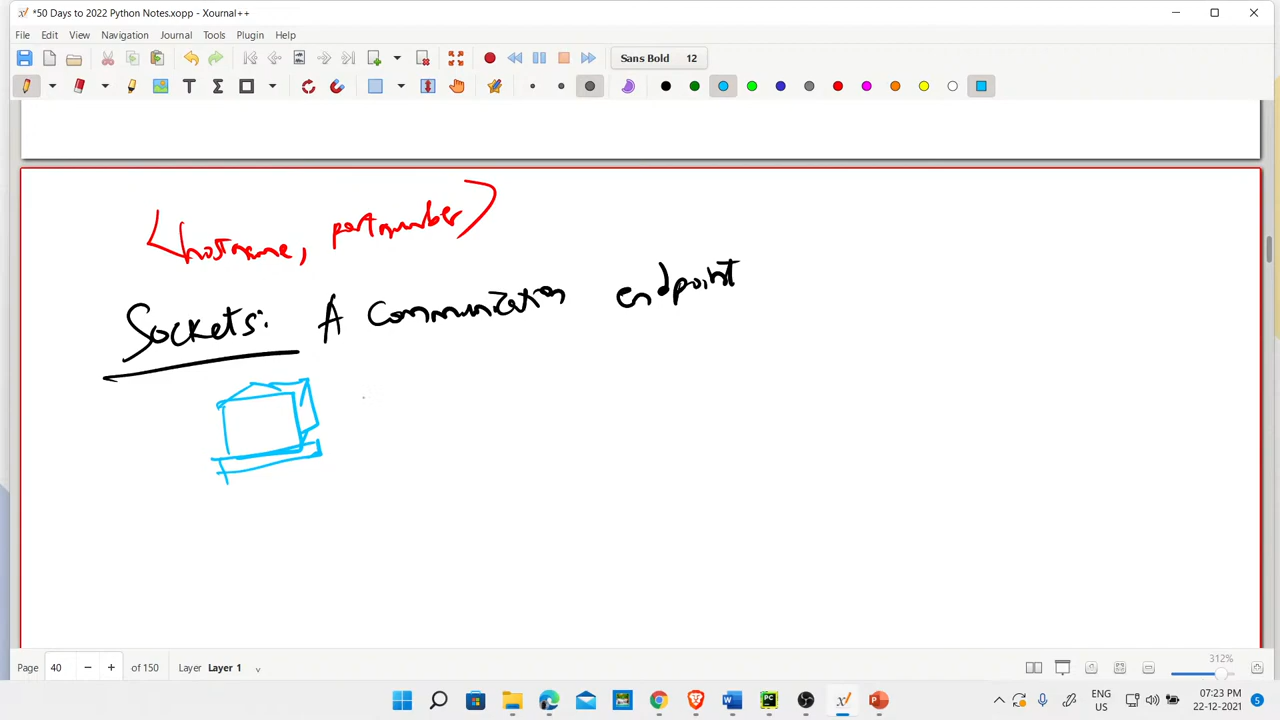 *50 Days to 2022 Python Notes.xopp - Xournal++
File Edit View Navigation Journal Tools Plugin Help
Sans Bold 12
<hostname, portnumber>
Sockets: A Communication endpoint
Page 40 of 150 Layer Layer 1 312%
ENG 07:23 PM
US 22-12-2021 5